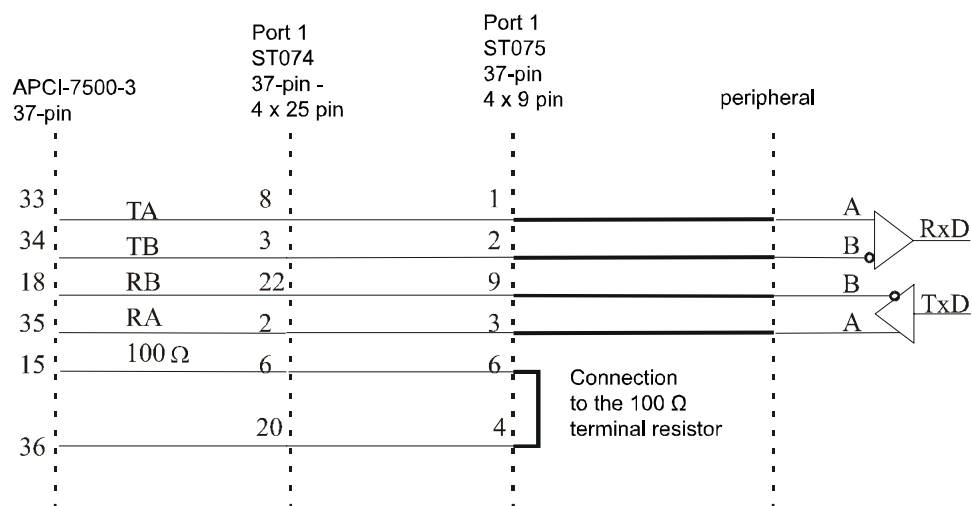 APCI-7500-3
37-pin
Port 1
ST074
37-pin -
4 x 25 pin
Port 1
ST075
37-pin
4 x 9 pin
peripheral
33 TA 8 1 A
RxD
34 TB 3 2 B
18 RB 22 9 B
TxD
35 RA 2 3 A
15 100 Ω 6 6
Connection
to the 100 Ω
terminal resistor
36 20 4